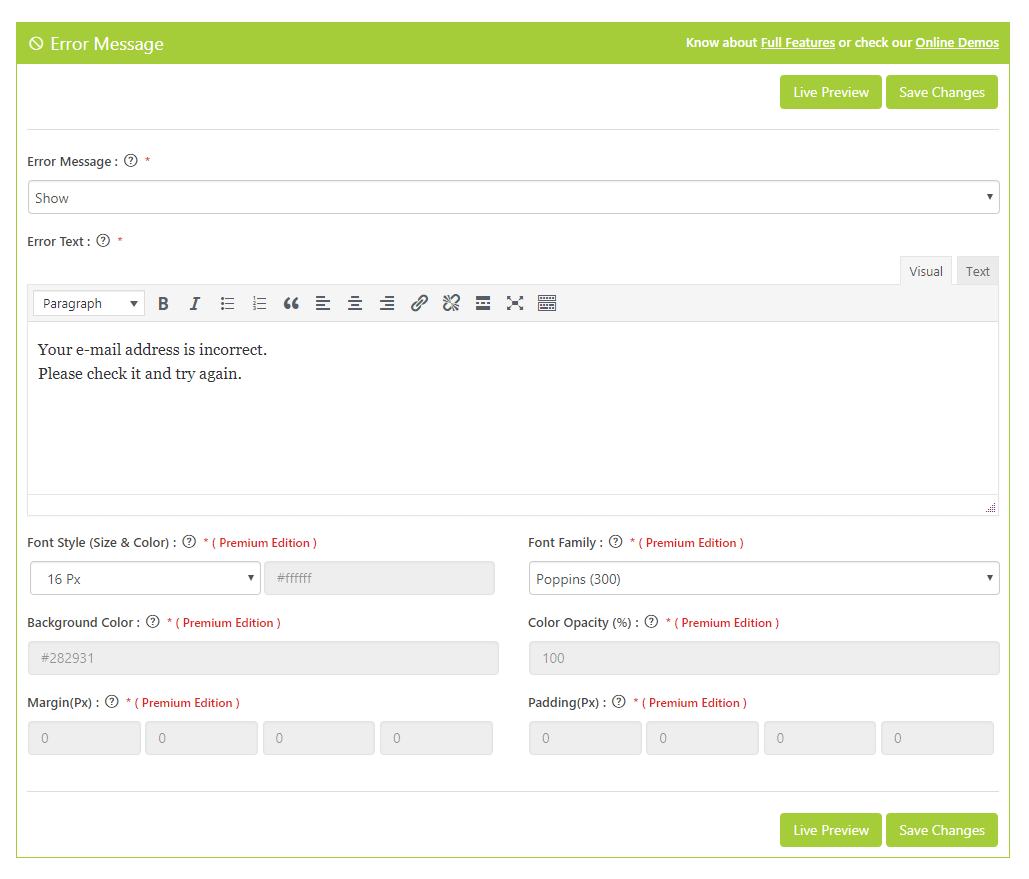 Error Message
Know about Full Features or check our Online Demos
Live Preview Save Changes
Error Message : ? *
Show
Error Text : ? *
Visual Text
Paragraph B I
Your e-mail address is incorrect.
Please check it and try again.
Font Style (Size & Color) : ? * ( Premium Edition ) Font Family : ? * ( Premium Edition )
16 Px #ffffff Poppins (300)
Background Color : ? * ( Premium Edition ) Color Opacity (%) : ? * ( Premium Edition )
#282931 100
Margin(Px) : ? * ( Premium Edition ) Padding(Px) : ? * ( Premium Edition )
0 0 0 0 0 0 0 0
Live Preview Save Changes